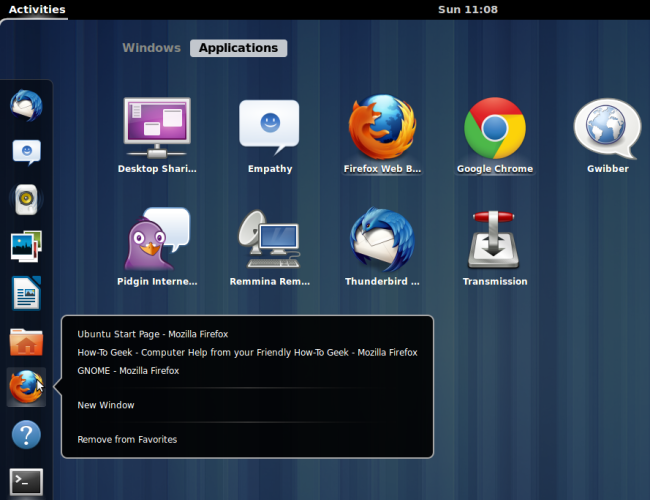 Activities
Sun 11:08
Windows
Applications
Desktop Shari...
Empathy
Firefox Web B...
Google Chrome
Gwibber
Pidgin Interne...
Remmina Rem...
Thunderbird ...
Transmission
Ubuntu Start Page - Mozilla Firefox
How-To Geek - Computer Help from your Friendly How-To Geek - Mozilla Firefox
GNOME - Mozilla Firefox
New Window
Remove from Favorites